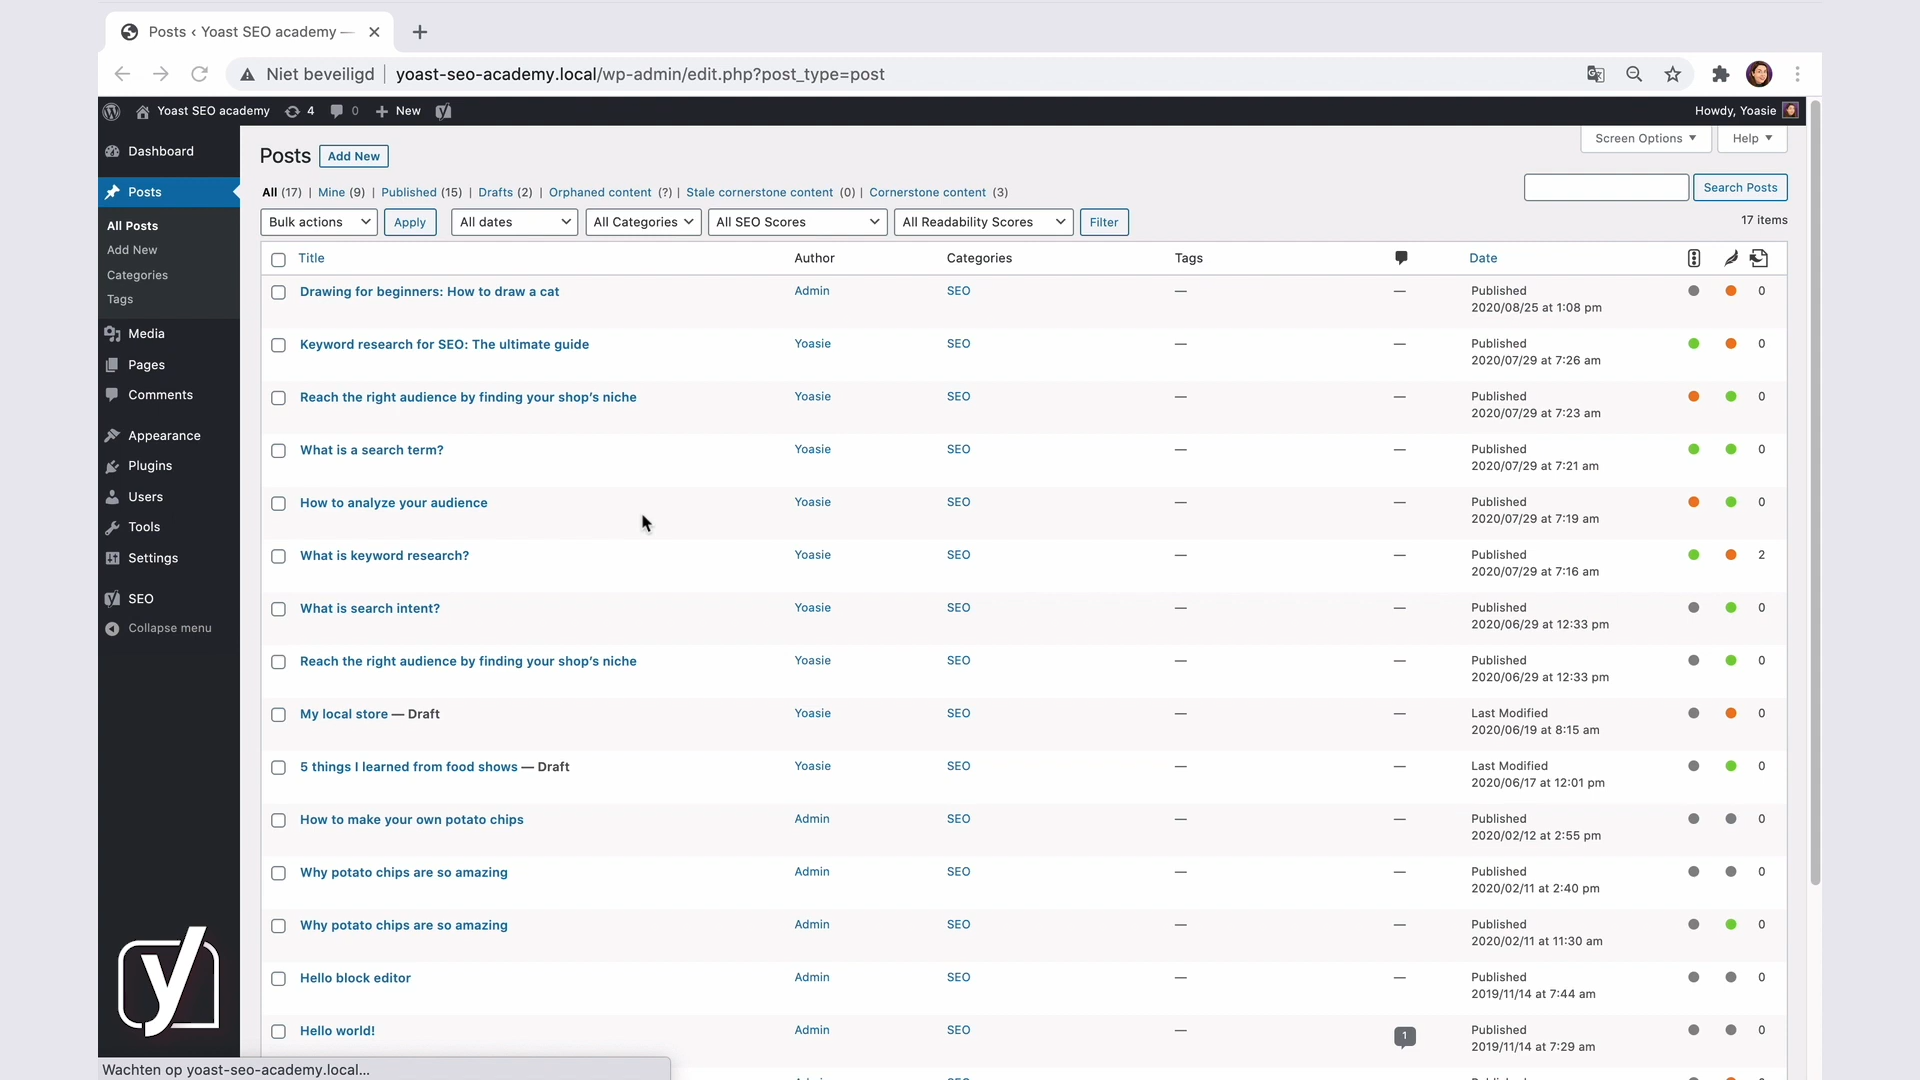 Posts ‹ Yoast SEO academy —
Niet beveiligd yoast-seo-academy.local/wp-admin/edit.php?post_type=post
Yoast SEO academy 4 0 New Howdy, Yoasie
Screen Options Help
Dashboard
Posts
All Posts
Add New
Categories
Tags
Media
Pages
Comments
Appearance
Plugins
Users
Tools
Settings
SEO
Collapse menu
Posts Add New
All (17) | Mine (9) | Published (15) | Drafts (2) | Orphaned content (?) | Stale cornerstone content (0) | Cornerstone content (3)
Search Posts
Bulk actions Apply All dates All Categories All SEO Scores All Readability Scores Filter
17 items
Title Author Categories Tags Date
Drawing for beginners: How to draw a cat Admin SEO — — Published 0
2020/08/25 at 1:08 pm
Keyword research for SEO: The ultimate guide Yoasie SEO — — Published 0
2020/07/29 at 7:26 am
Reach the right audience by finding your shop's niche Yoasie SEO — — Published 0
2020/07/29 at 7:23 am
What is a search term? Yoasie SEO — — Published 0
2020/07/29 at 7:21 am
How to analyze your audience Yoasie SEO — — Published 0
2020/07/29 at 7:19 am
What is keyword research? Yoasie SEO — — Published 2
2020/07/29 at 7:16 am
What is search intent? Yoasie SEO — — Published 0
2020/06/29 at 12:33 pm
Reach the right audience by finding your shop's niche Yoasie SEO — — Published 0
2020/06/29 at 12:33 pm
My local store — Draft Yoasie SEO — — Last Modified 0
2020/06/19 at 8:15 am
5 things I learned from food shows — Draft Yoasie SEO — — Last Modified 0
2020/06/17 at 12:01 pm
How to make your own potato chips Admin SEO — — Published 0
2020/02/12 at 2:55 pm
Why potato chips are so amazing Admin SEO — — Published 0
2020/02/11 at 2:40 pm
Why potato chips are so amazing Admin SEO — — Published 0
2020/02/11 at 11:30 am
Hello block editor Admin SEO — — Published 0
2019/11/14 at 7:44 am
Hello world! Admin SEO — 1 Published 0
2019/11/14 at 7:29 am
y
Wachten op yoast-seo-academy.local...